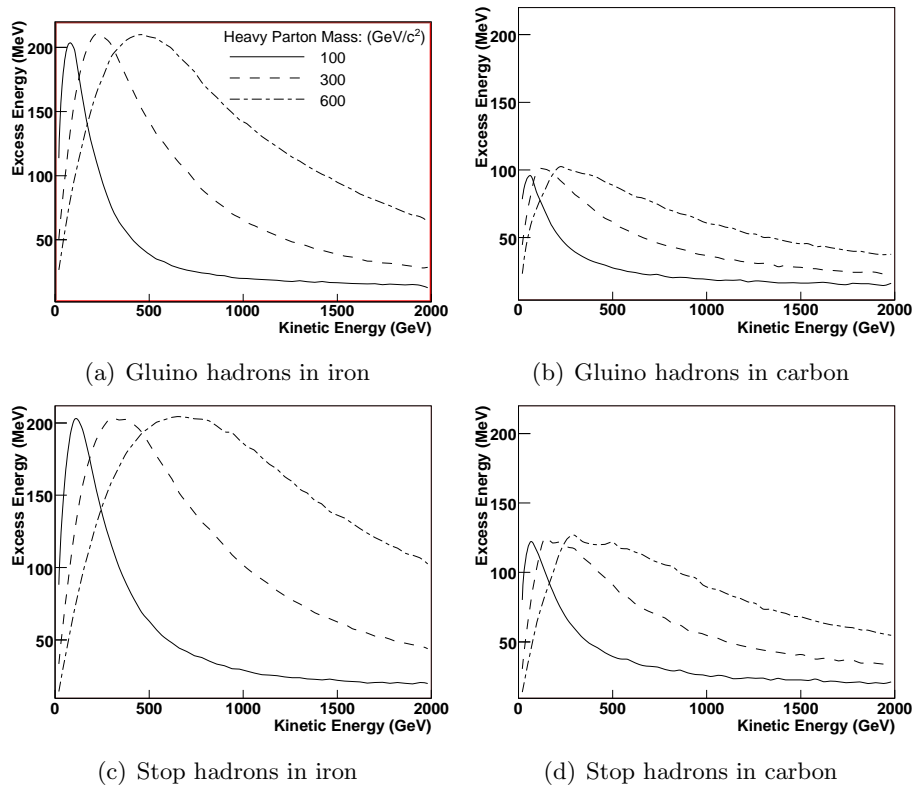 Excess Energy (MeV)
200
150
100
50
Heavy Parton Mass: (GeV/c²)
100
300
600
0 500 1000 1500 2000
Kinetic Energy (GeV)
(a) Gluino hadrons in iron
Excess Energy (MeV)
200
150
100
50
0 500 1000 1500 2000
Kinetic Energy (GeV)
(b) Gluino hadrons in carbon
Excess Energy (MeV)
200
150
100
50
0 500 1000 1500 2000
Kinetic Energy (GeV)
(c) Stop hadrons in iron
Excess Energy (MeV)
200
150
100
50
0 500 1000 1500 2000
Kinetic Energy (GeV)
(d) Stop hadrons in carbon